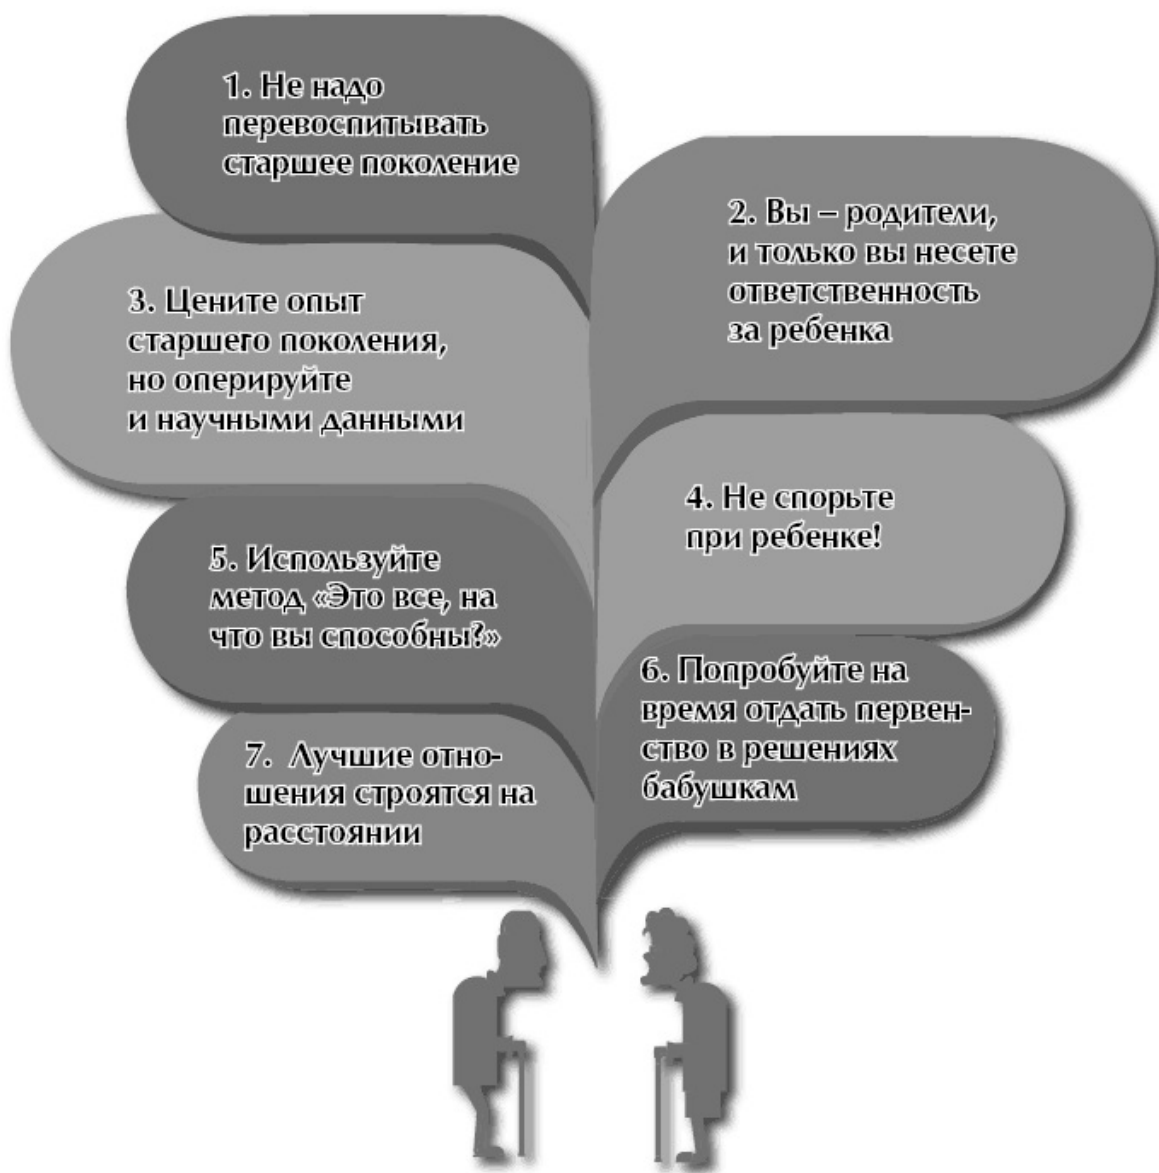 1. Не надо
перевоспитывать
старшее поколение
2. Вы – родители,
и только вы несете
ответственность
за ребенка
3. Цените опыт
старшего поколения,
но оперируйте
и научными данными
4. Не спорьте
при ребенке!
5. Используйте
метод «Это все, на
что вы способны?»
6. Попробуйте на
время отдать первен-
ство в решениях
бабушкам
7. Лучшие отно-
шения строятся на
расстоянии